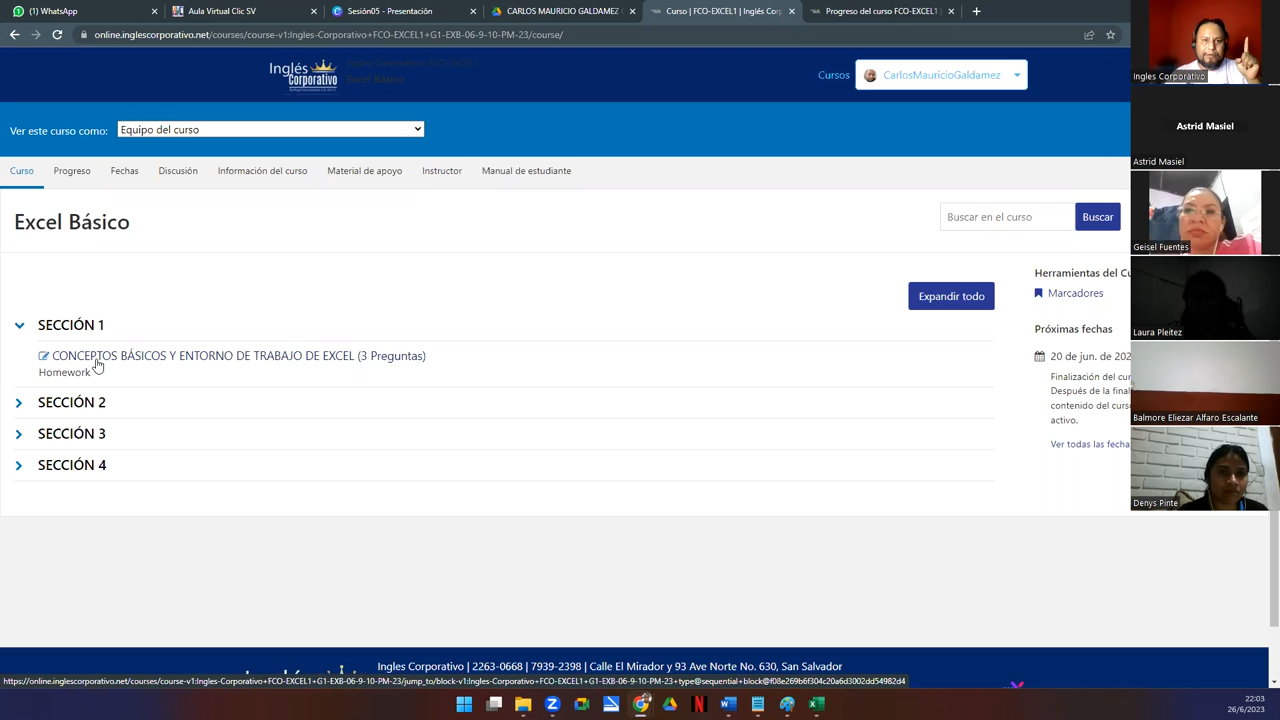 (1) WhatsApp
Aula Virtual Clic SV
Sesión05 - Presentación
CARLOS MAURICIO GALDAMEZ
Curso | FCO-EXCEL1 | Inglés Corp
Progreso del curso FCO-EXCEL1 |
online.inglescorporativo.net/courses/course-v1:Ingles-Corporativo+FCO-EXCEL1+G1-EXB-06-9-10-PM-23/course/
Inglés
Corporativo
Ingles-Corporativo: FCO-EXCEL1
Excel Básico
Cursos
CarlosMauricioGaldamez
Ver este curso como:
Equipo del curso
Curso
Progreso
Fechas
Discusión
Información del curso
Material de apoyo
Instructor
Manual de estudiante
Excel Básico
Buscar en el curso
Buscar
Expandir todo
SECCIÓN 1
CONCEPTOS BÁSICOS Y ENTORNO DE TRABAJO DE EXCEL (3 Preguntas)
Homework
SECCIÓN 2
SECCIÓN 3
SECCIÓN 4
Herramientas del Cu
Marcadores
Próximas fechas
20 de jun. de 202
Finalización del cur
Después de la final
contenido del curs
activo.
Ver todas las fecha
Ingles Corporativo
Astrid Masiel
Astrid Masiel
Geisel Fuentes
Laura Pleitez
Balmore Eliezar Alfaro Escalante
Denys Pinte
Ingles Corporativo | 2263-0668 | 7939-2398 | Calle El Mirador y 93 Ave Norte No. 630, San Salvador
https://online.inglescorporativo.net/courses/course-v1:Ingles-Corporativo+FCO-EXCEL1+G1-EXB-06-9-10-PM-23/jump_to/block-v1:Ingles-Corporativo+FCO-EXCEL1+G1-EXB-06-9-10-PM-23+type@sequential+block@f08e269b6f304c20a6d3002dd54982d4
22:03
26/6/2023